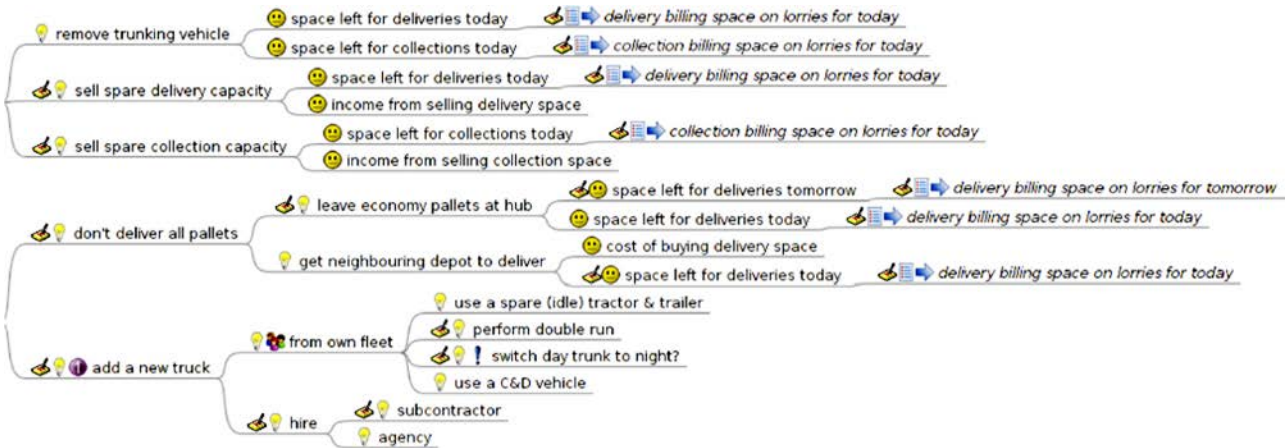 remove trunking vehicle
space left for deliveries today
delivery billing space on lorries for today
space left for collections today
collection billing space on lorries for today
sell spare delivery capacity
space left for deliveries today
delivery billing space on lorries for today
income from selling delivery space
sell spare collection capacity
space left for collections today
collection billing space on lorries for today
income from selling collection space
don't deliver all pallets
leave economy pallets at hub
space left for deliveries tomorrow
delivery billing space on lorries for tomorrow
space left for deliveries today
delivery billing space on lorries for today
get neighbouring depot to deliver
cost of buying delivery space
space left for deliveries today
delivery billing space on lorries for today
1 add a new truck
from own fleet
use a spare (idle) tractor & trailer
perform double run
! switch day trunk to night?
use a C&D vehicle
hire
subcontractor
agency